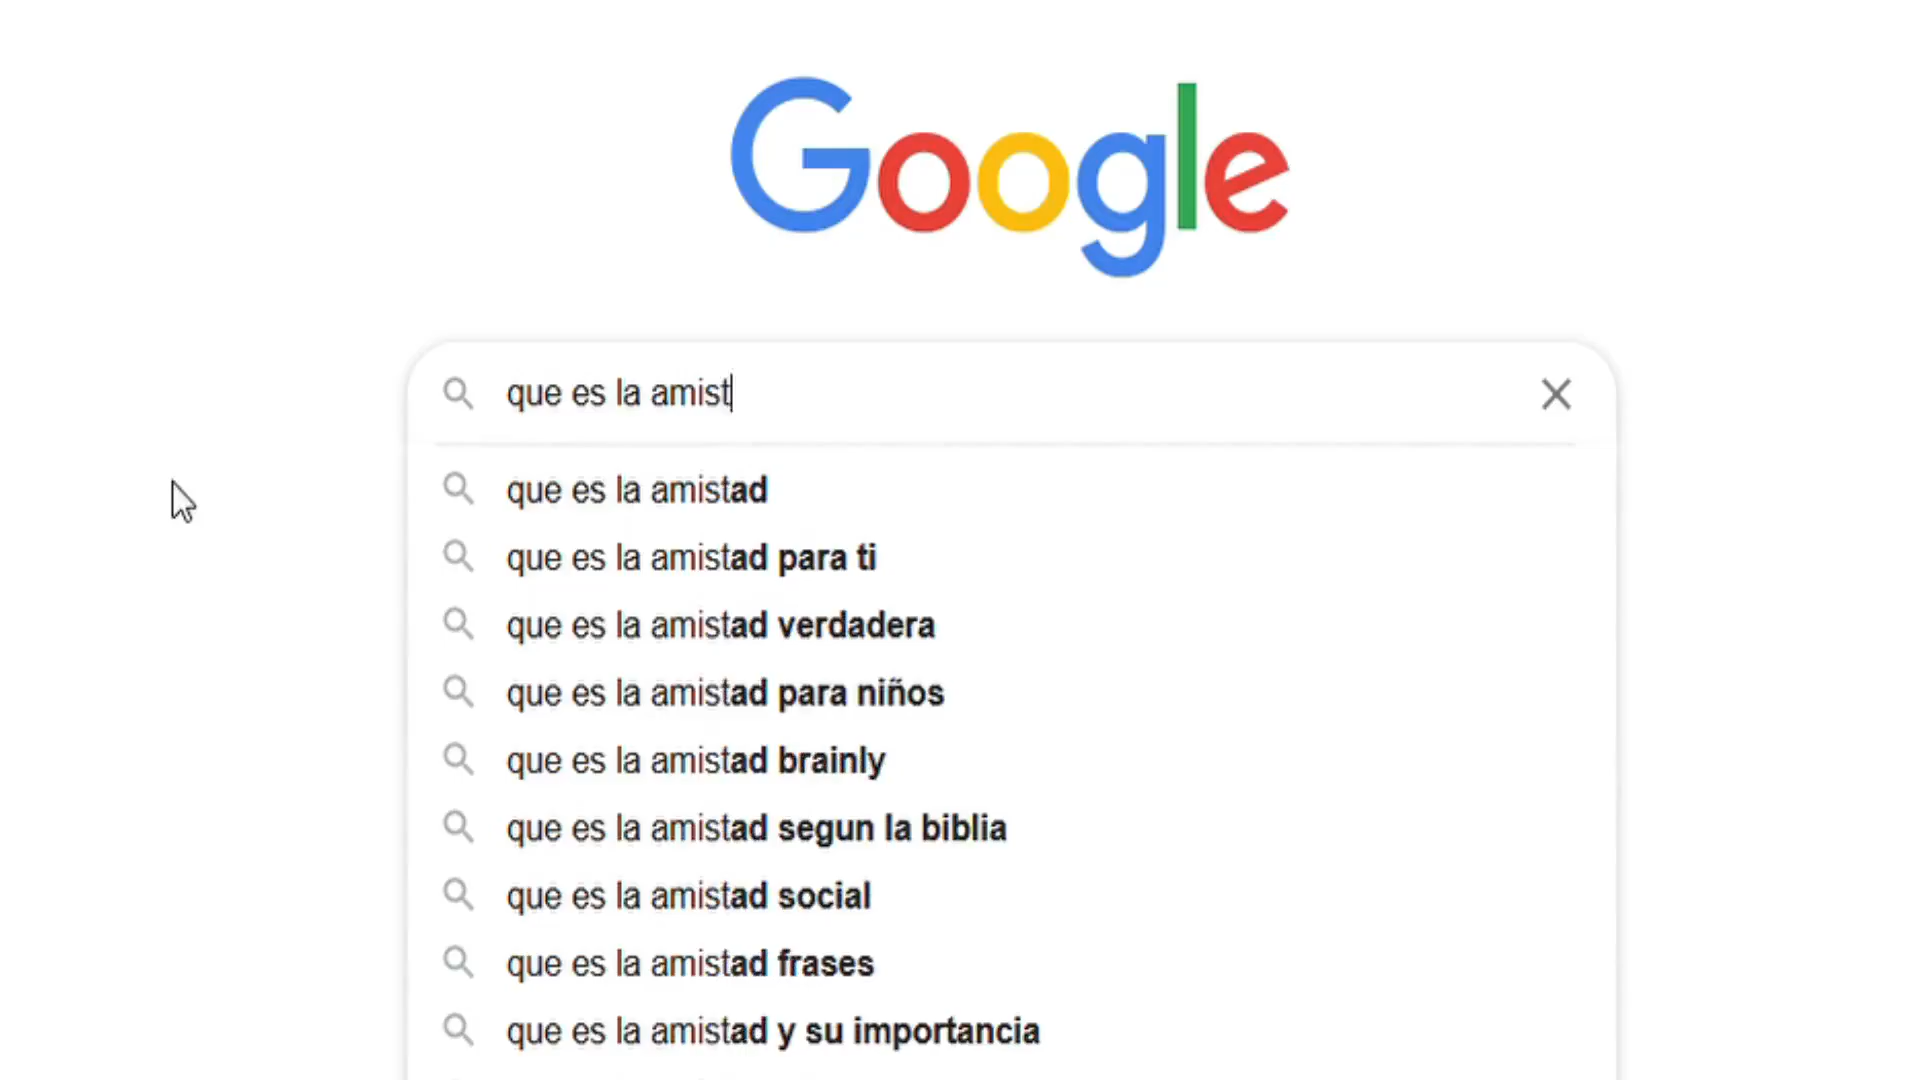 Google
que es la amist
que es la amistad
que es la amistad para ti
que es la amistad verdadera
que es la amistad para niños
que es la amistad brainly
que es la amistad segun la biblia
que es la amistad social
que es la amistad frases
que es la amistad y su importancia